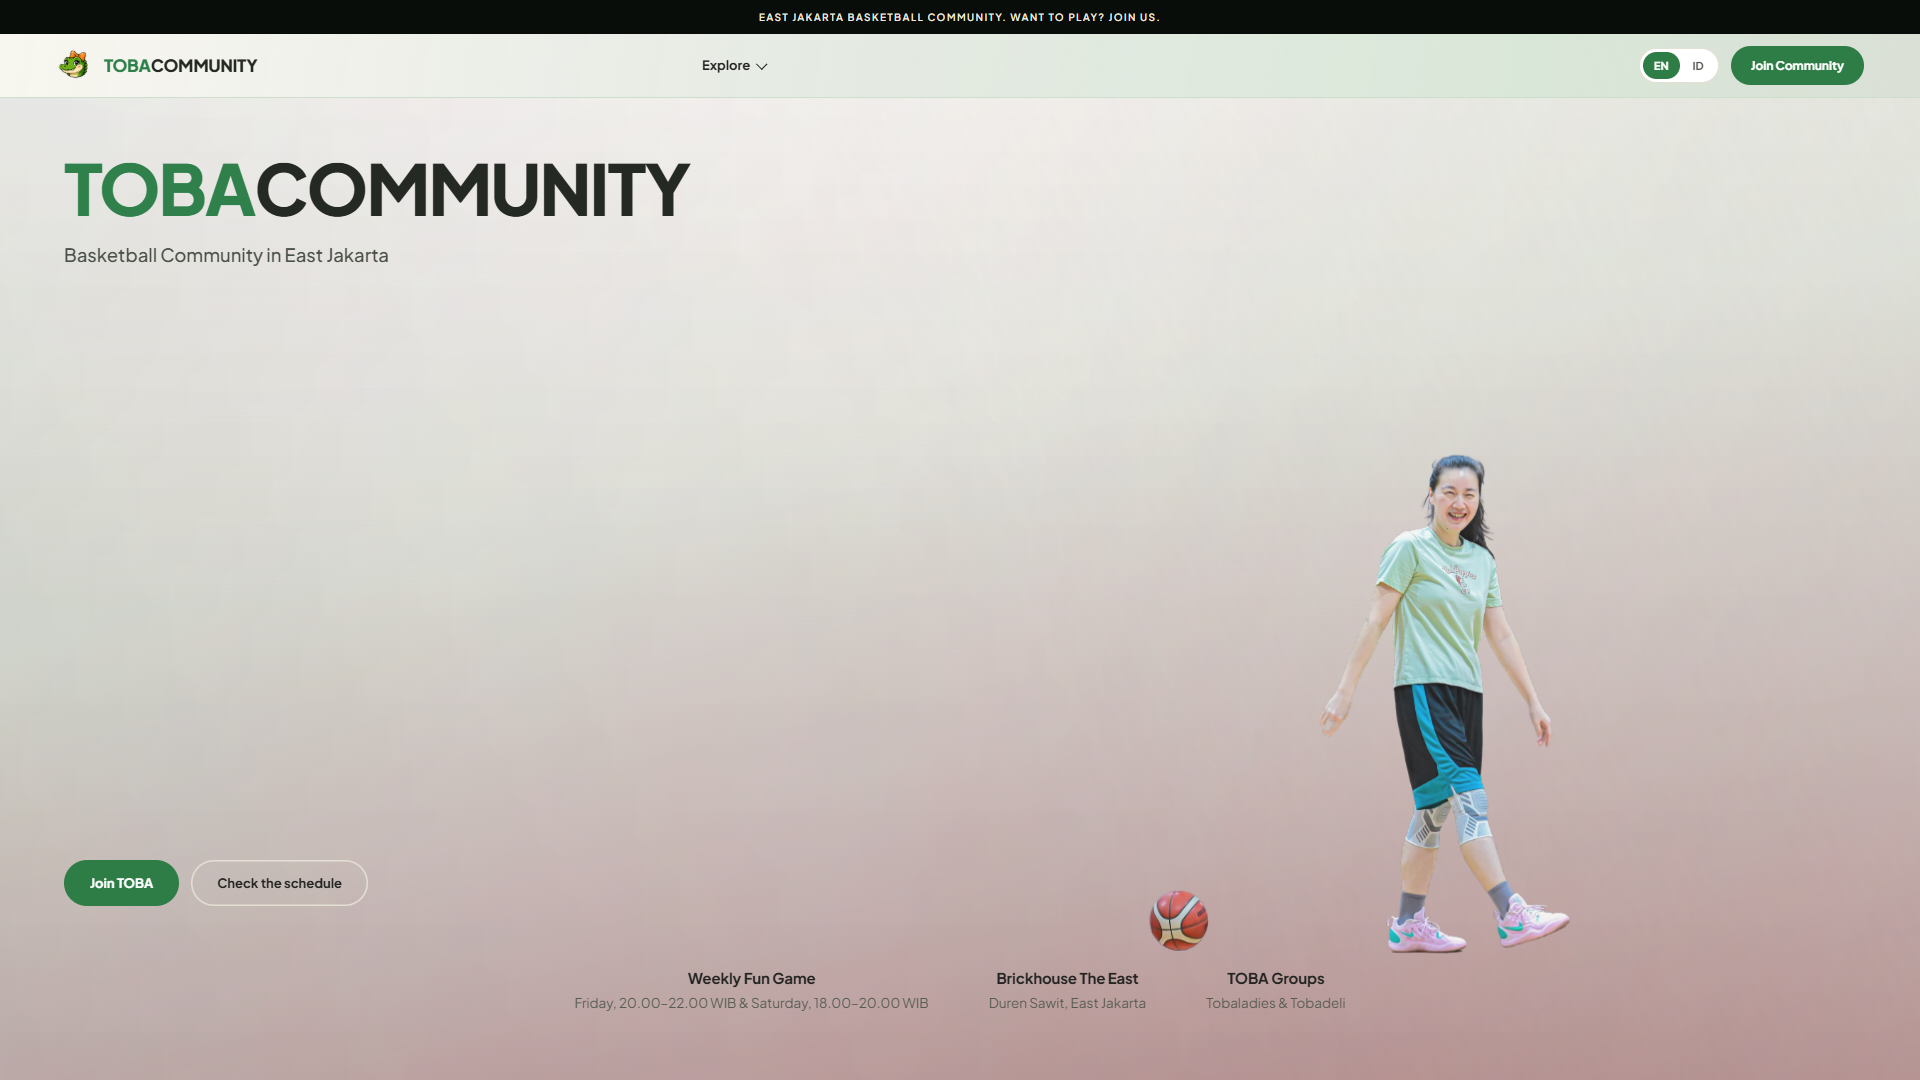 EAST JAKARTA BASKETBALL COMMUNITY. WANT TO PLAY? JOIN US.
TOBACOMMUNITY
Explore
EN
ID
Join Community
TOBACOMMUNITY
Basketball Community in East Jakarta
Join TOBA
Check the schedule
Weekly Fun Game
Friday, 20.00–22.00 WIB & Saturday, 18.00–20.00 WIB
Brickhouse The East
Duren Sawit, East Jakarta
TOBA Groups
Tobaladies & Tobadeli